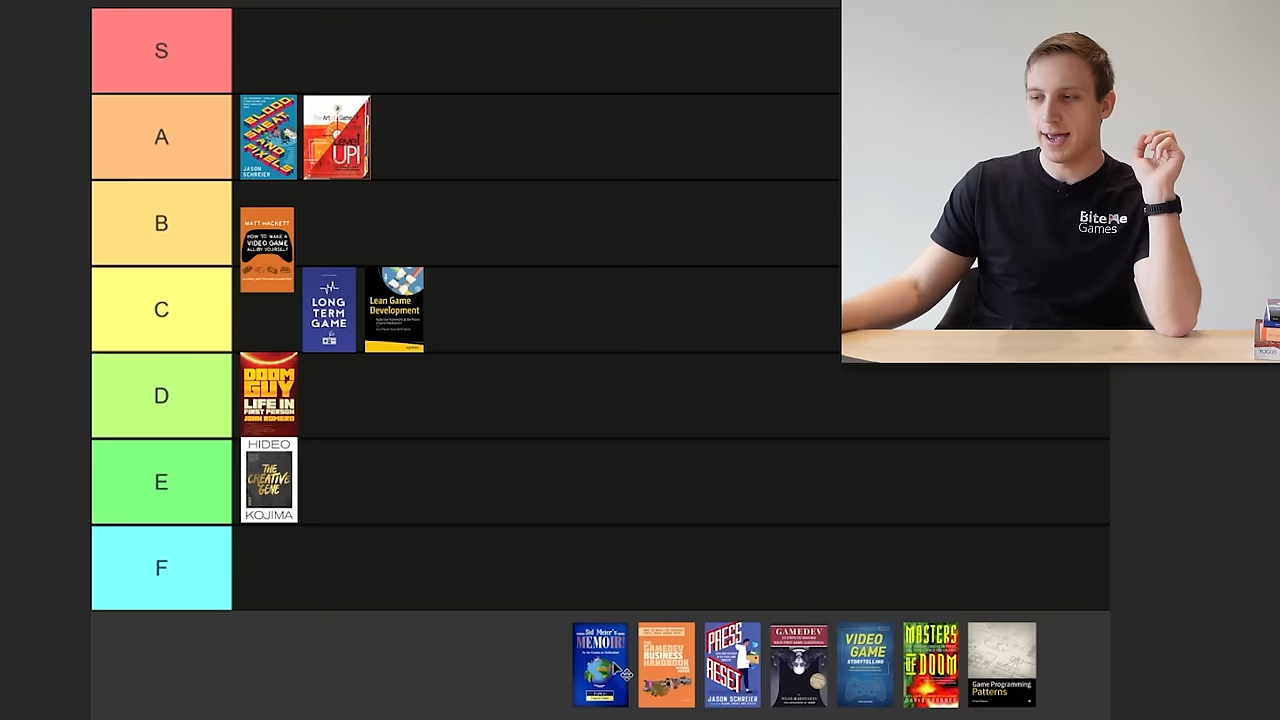 S
A
BLOOD,
SWEAT,
AND
PIXELS
JASON
SCHREIER
The Art of Game
Level
UP!
B
MATT HACKETT
HOW TO MAKE A
VIDEO GAME
ALL BY YOURSELF
C
LONG
TERM
GAME
Lean Game
Development
D
DOOM
GUY
LIFE IN
FIRST PERSON
JOHN ROMERO
E
HIDEO
THE
CREATIVE
GENE
KOJIMA
F
Sid Meier's
MEMOIR!
THE
GAMEDEV
BUSINESS
HANDBOOK
PRESS
RESET
JASON SCHREIER
GAMEDEV
VIDEO GAME
STORYTELLING
MASTERS
OF DOOM
Game Programming
Patterns
Bite Me
Games
ROGERS